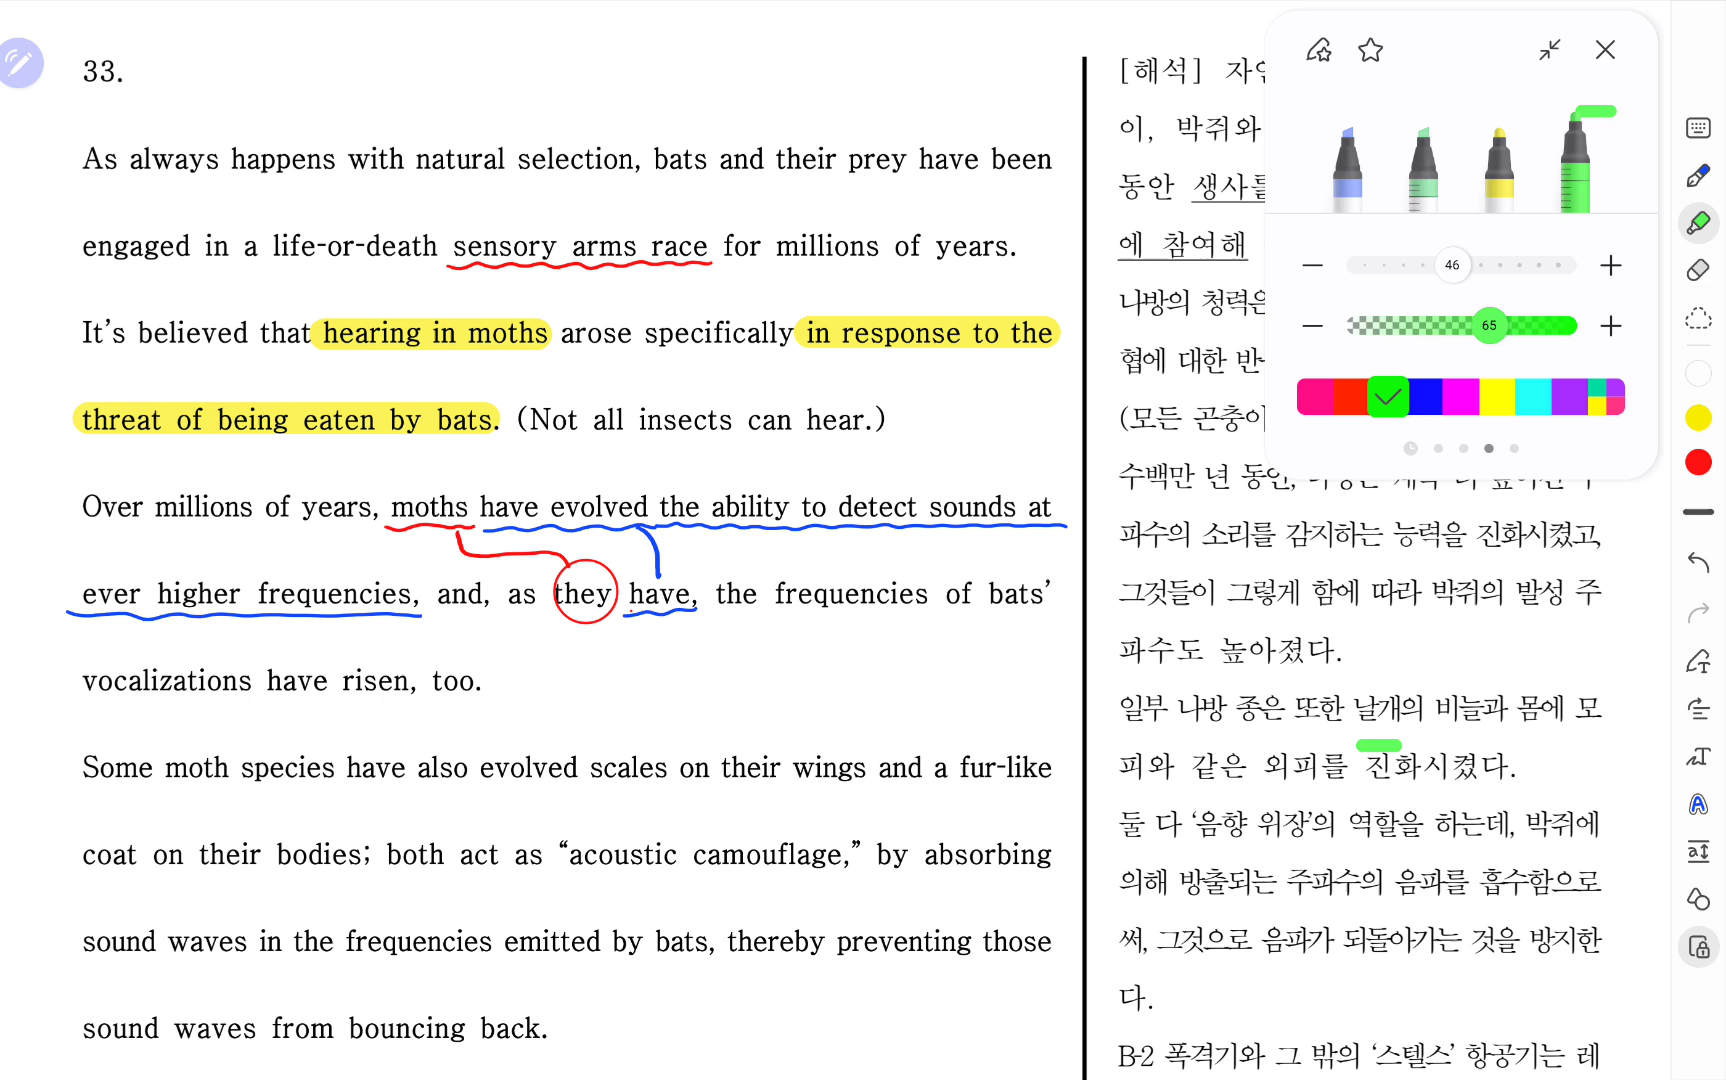 33.
As always happens with natural selection, bats and their prey have been
engaged in a life-or-death sensory arms race for millions of years.
It's believed that hearing in moths arose specifically in response to the
threat of being eaten by bats. (Not all insects can hear.)
Over millions of years, moths have evolved the ability to detect sounds at
ever higher frequencies, and, as they have, the frequencies of bats'
vocalizations have risen, too.
Some moth species have also evolved scales on their wings and a fur-like
coat on their bodies; both act as “acoustic camouflage,” by absorbing
sound waves in the frequencies emitted by bats, thereby preventing those
sound waves from bouncing back.
[해석]
이, 박쥐와
동안
에 참여해
나방의
협에 대한
(모든
수백만 년
파수의 소리를 감지하는 능력을 진화시켰고,
그것들이 그렇게 함에 따라 박쥐의 발성 주
파수도 높아졌다.
일부 나방 종은 또한 날개의 비늘과 몸에 모
피와 같은 외피를 진화시켰다.
둘 다 ‘음향 위장’의 역할을 하는데, 박쥐에
의해 방출되는 주파수의 음파를 흡수함으로
써, 그것으로 음파가 되돌아가는 것을 방지한
다.
B-2 폭격기와 그 밖의 ‘스텔스’ 항공기는 레
46
65